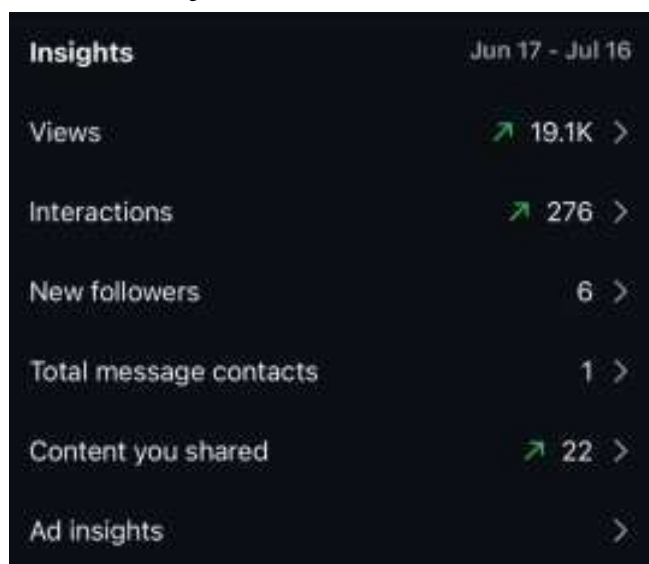 Insights Jun 17 - Jul 16
Views 19.1K
Interactions 276
New followers 6
Total message contacts 1
Content you shared 22
Ad insights